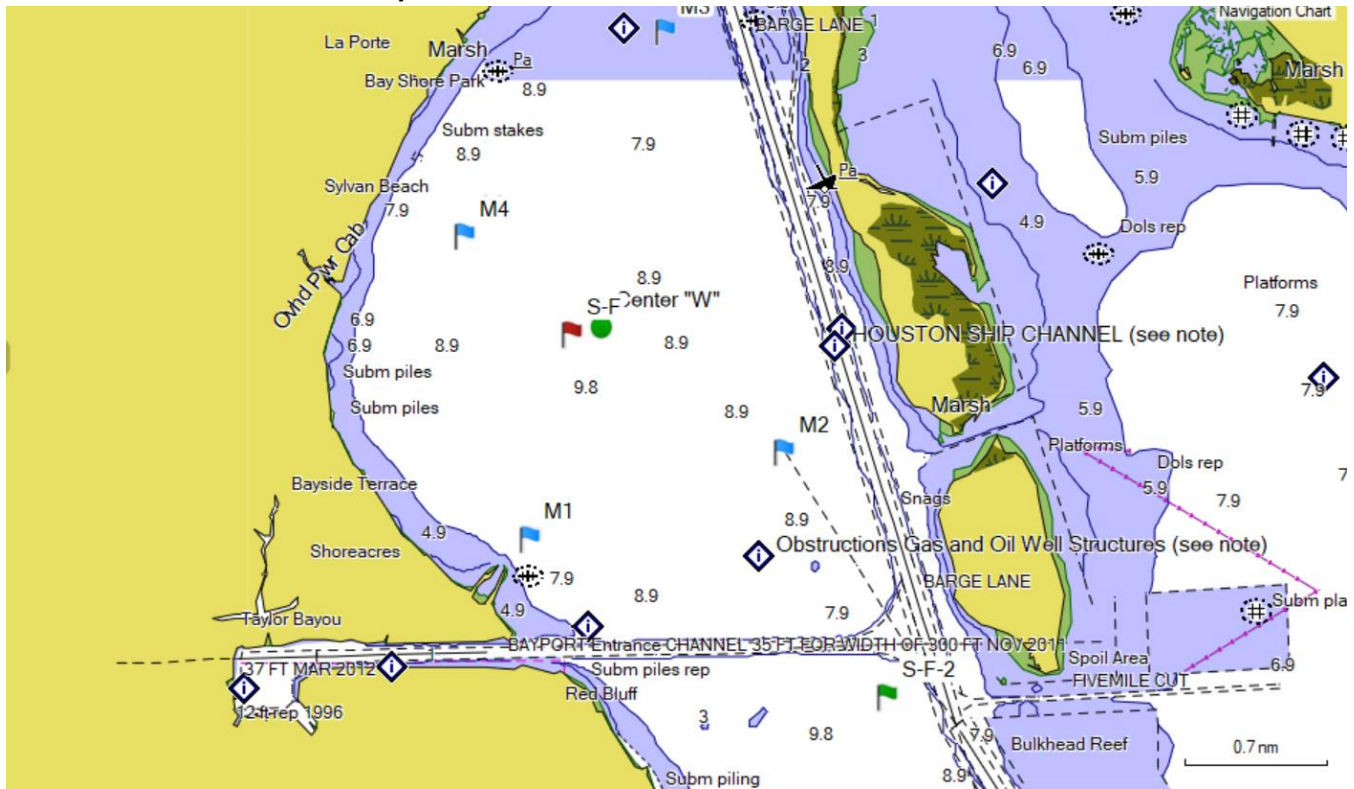 M3
1
BARGE LANE
Navigation Chart
La Porte
Marsh
Pa
3
6.9
6.9
2
Marsh
Bay Shore Park
8.9
Subm stakes
7.9
Subm piles
8.9
Pa
5.9
Sylvan Beach
7.9
7.9
M4
4.9
Dols rep
Ovhd Pwr Cab
8.9
8.9
Platforms
S-F
Center "W"
7.9
6.9
6.9
8.9
8.9
HOUSTON SHIP CHANNEL (see note)
Subm piles
9.8
7.9
Subm piles
8.9
Marsh
5.9
M2
Platforms
Dols rep
Bayside Terrace
5.9
7.9
7
Snags
M1
4.9
8.9
Shoreacres
Obstructions Gas and Oil Well Structures (see note)
7.9
BARGE LANE
8.9
4.9
7.9
Subm pla
Taylor Bayou
BAYPORT Entrance CHANNEL 35 FT FOR WIDTH OF 300 FT NOV 2011
37 FT MAR 2012
Subm piles rep
S-F-2
Spoil Area
6.9
Red Bluff
FIVEMILE CUT
12 ft rep 1996
3
9.8
7.9
Bulkhead Reef
0.7 nm
Subm piling
8.9